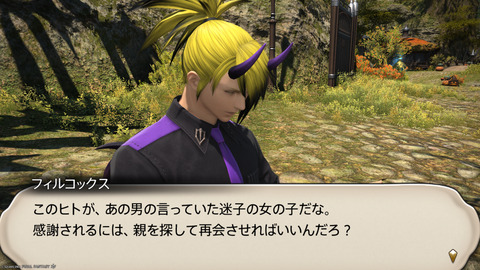 フィルコックス
このヒトが、あの男の言っていた迷子の女の子だな。
感謝されるには、親を探して再会させればいいんだろ？